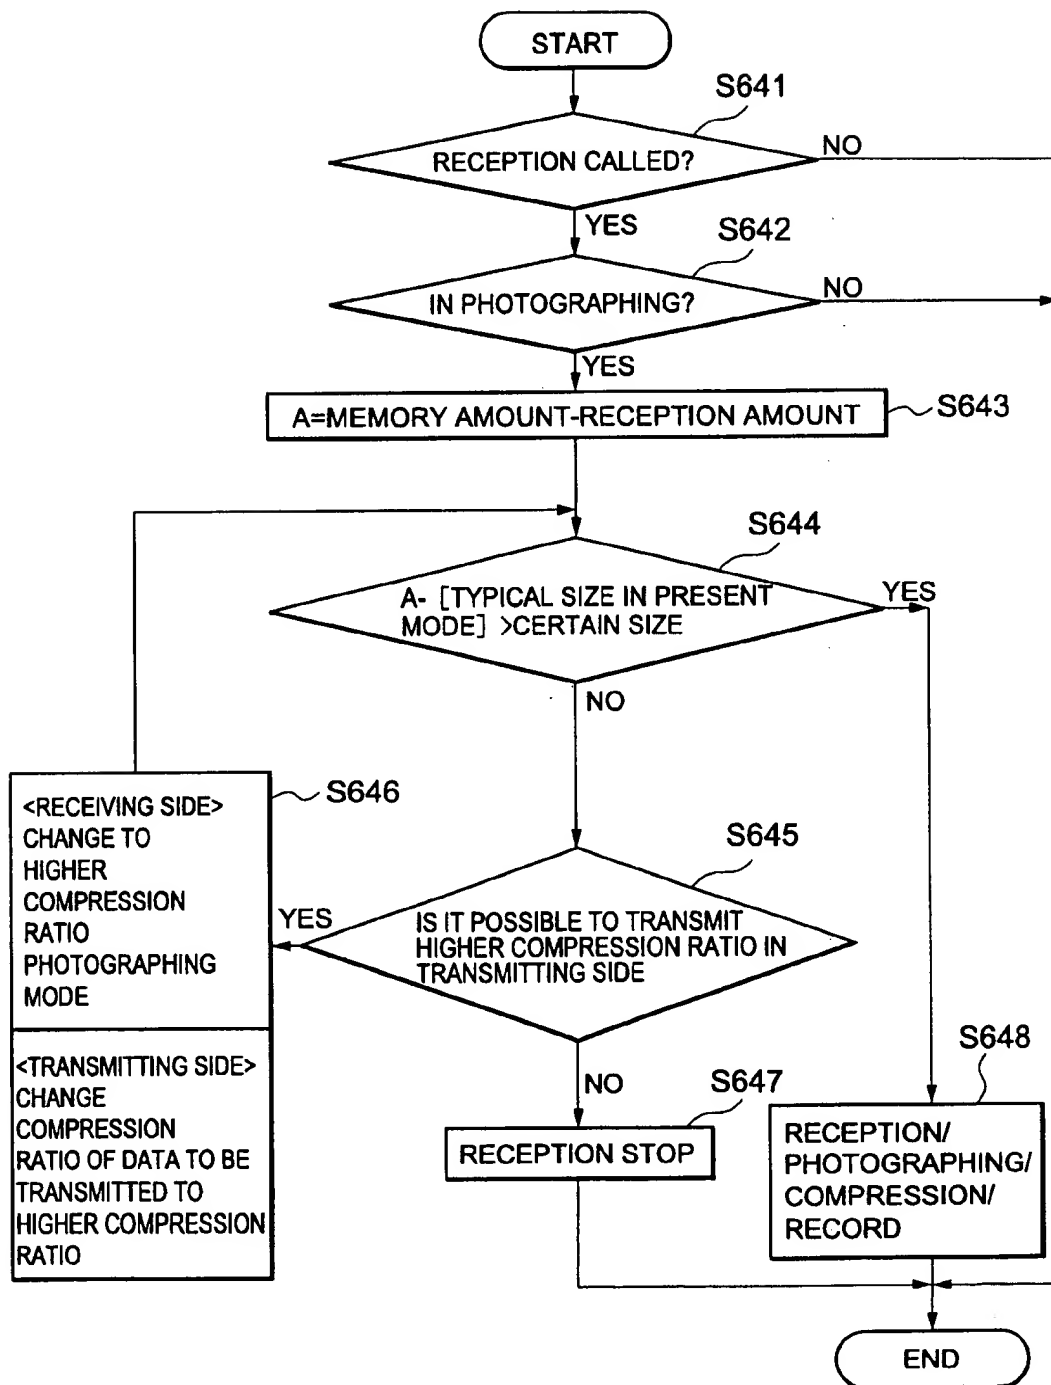 START
S641
RECEPTION CALLED?
NO
YES
S642
IN PHOTOGRAPHING?
NO
YES
A=MEMORY AMOUNT-RECEPTION AMOUNT
S643
S644
A- [TYPICAL SIZE IN PRESENT
MODE] >CERTAIN SIZE
YES
NO
<RECEIVING SIDE>
CHANGE TO
HIGHER
COMPRESSION
RATIO
PHOTOGRAPHING
MODE
S646
S645
YES
IS IT POSSIBLE TO TRANSMIT
HIGHER COMPRESSION RATIO IN
TRANSMITTING SIDE
<TRANSMITTING SIDE>
CHANGE
COMPRESSION
RATIO OF DATA TO BE
TRANSMITTED TO
HIGHER COMPRESSION
RATIO
NO
S647
RECEPTION STOP
S648
RECEPTION/
PHOTOGRAPHING/
COMPRESSION/
RECORD
END